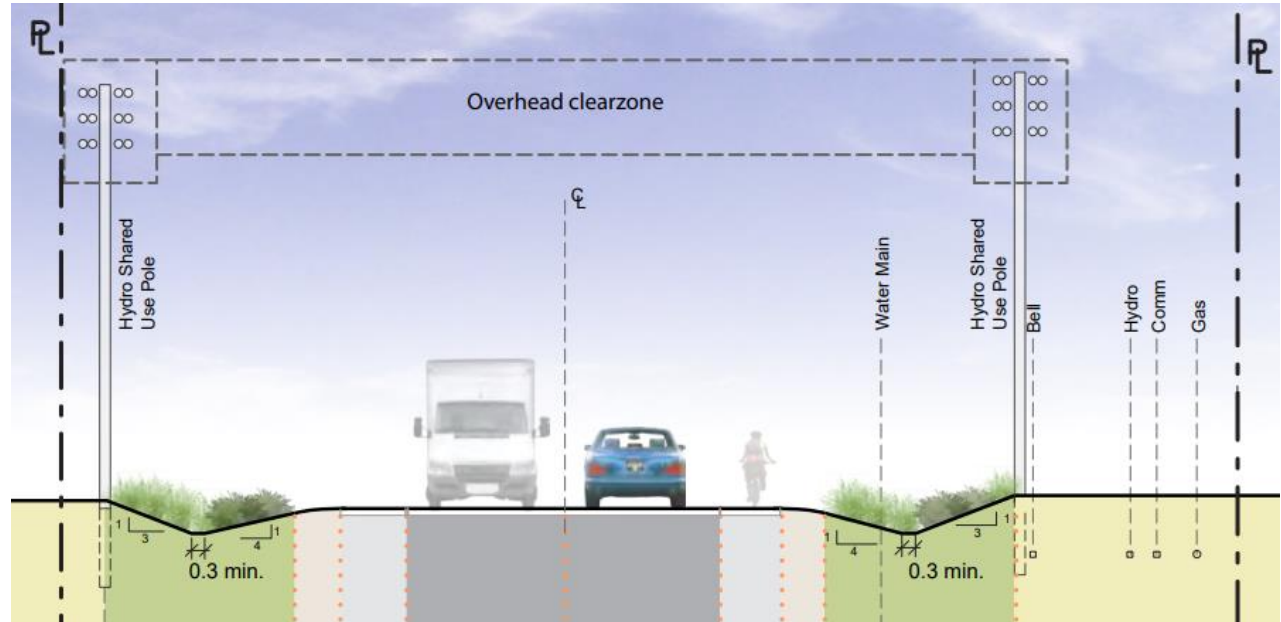 PL
PL
Overhead clearzone
CL
Hydro Shared
Use Pole
Water Main
Hydro Shared
Use Pole
Bell
Hydro
Comm
Gas
1
3
1
4
1
4
1
3
0.3 min.
0.3 min.